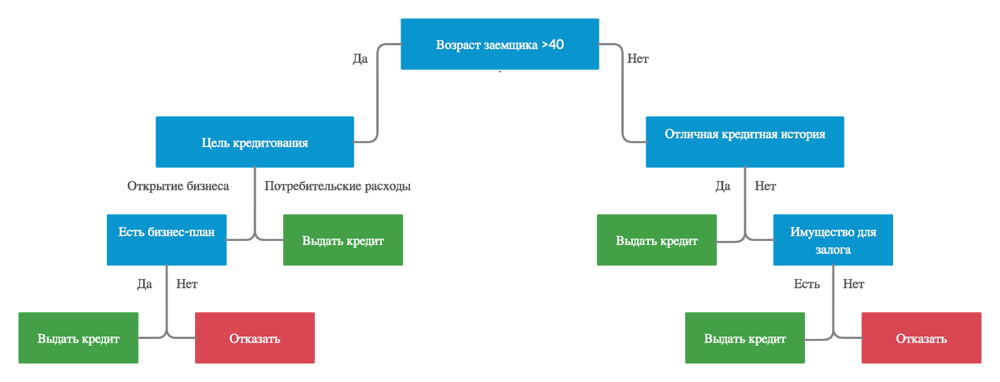 Возраст заемщика >40
Да
Нет
Цель кредитования
Отличная кредитная история
Открытие бизнеса
Потребительские расходы
Да
Нет
Есть бизнес-план
Выдать кредит
Выдать кредит
Имущество для
залога
Да
Нет
Есть
Нет
Выдать кредит
Отказать
Выдать кредит
Отказать